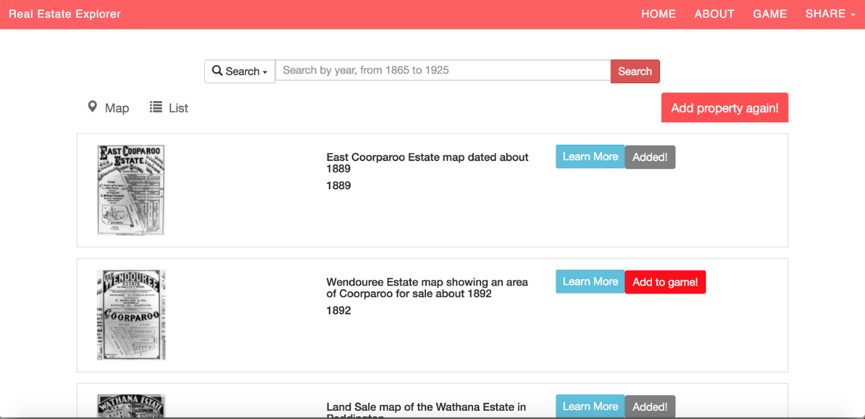 Real Estate Explorer
HOME ABOUT GAME SHARE
Search Search by year, from 1865 to 1925 Search
Map List Add property again!
EAST COORPAROO
ESTATE
East Coorparoo Estate map dated about
1889
1889
Learn More Added!
WENDOUREE
ESTATE
COORPAROO
Wendouree Estate map showing an area
of Coorparoo for sale about 1892
1892
Learn More Add to game!
WATHANA ESTATE
Land Sale map of the Wathana Estate in
Paddington
Learn More Added!